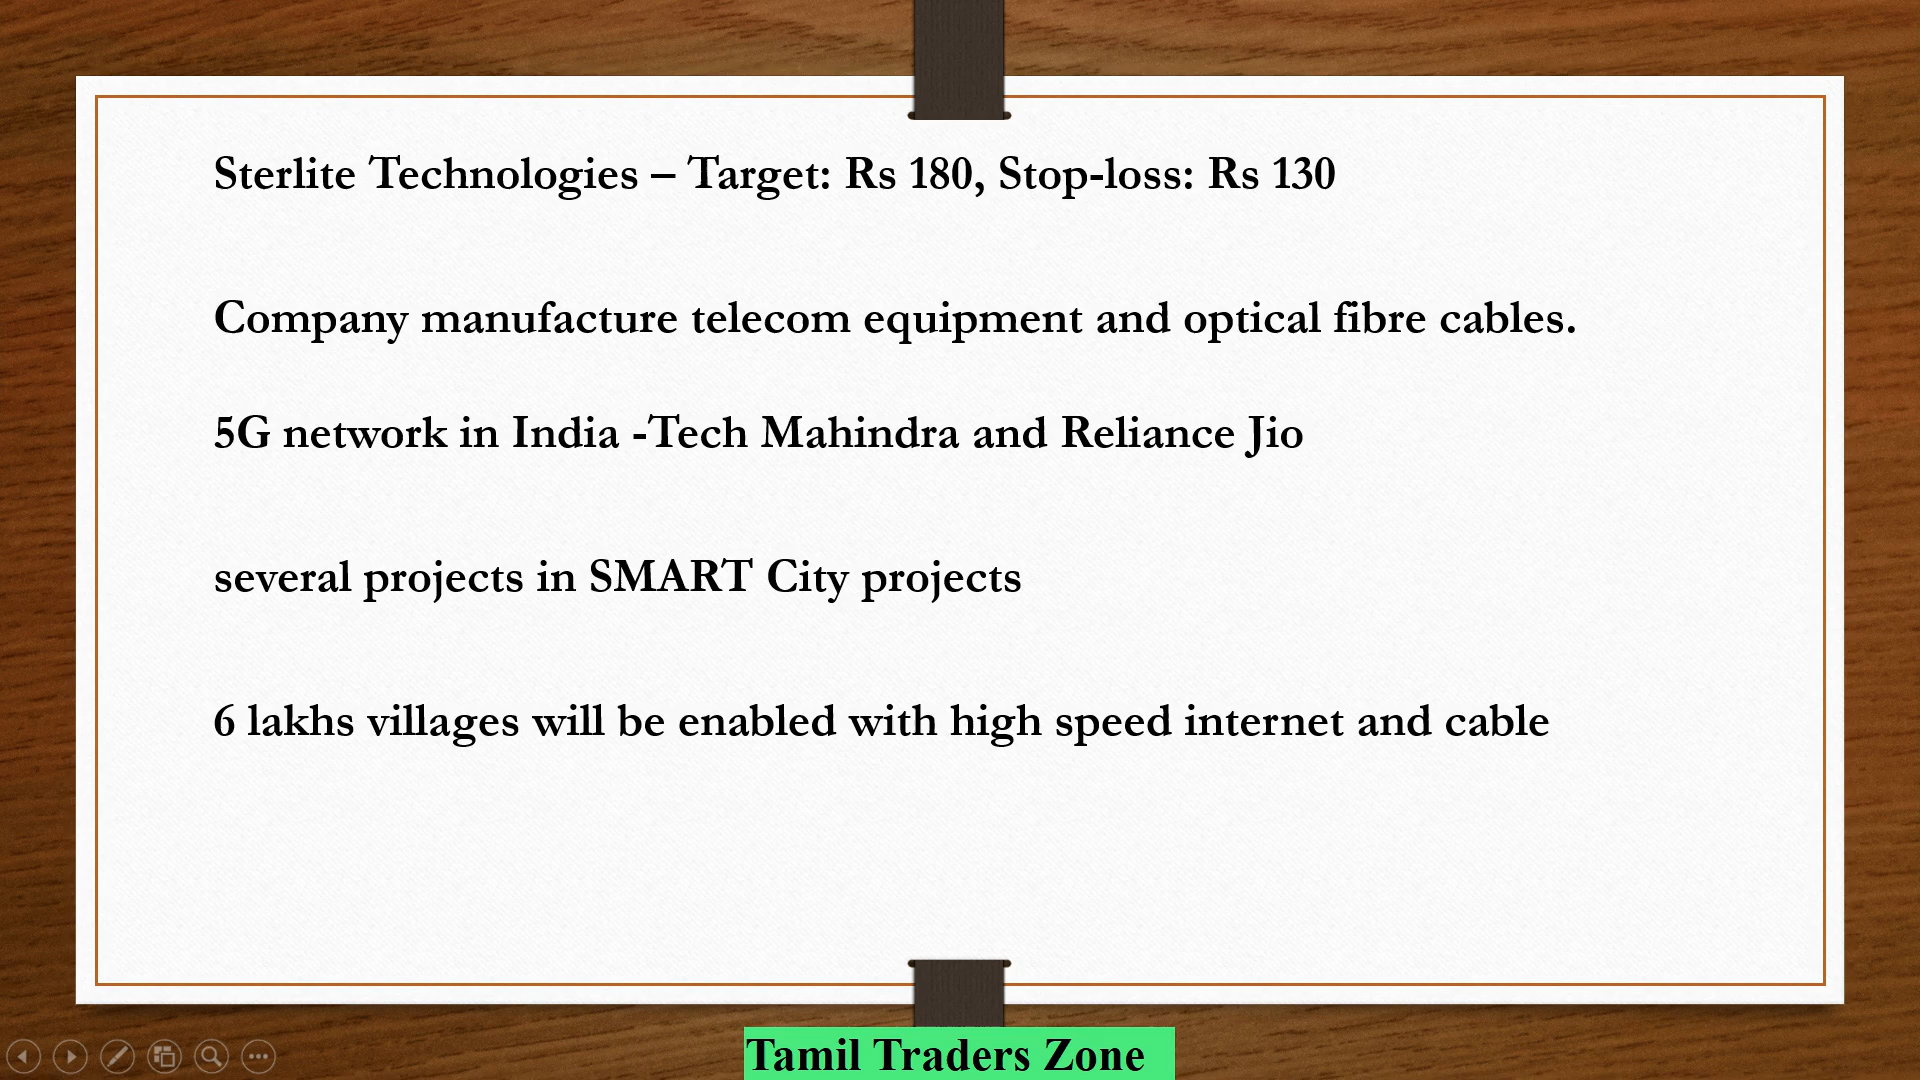 Sterlite Technologies – Target: Rs 180, Stop-loss: Rs 130
Company manufacture telecom equipment and optical fibre cables.
5G network in India -Tech Mahindra and Reliance Jio
several projects in SMART City projects
6 lakhs villages will be enabled with high speed internet and cable
Tamil Traders Zone